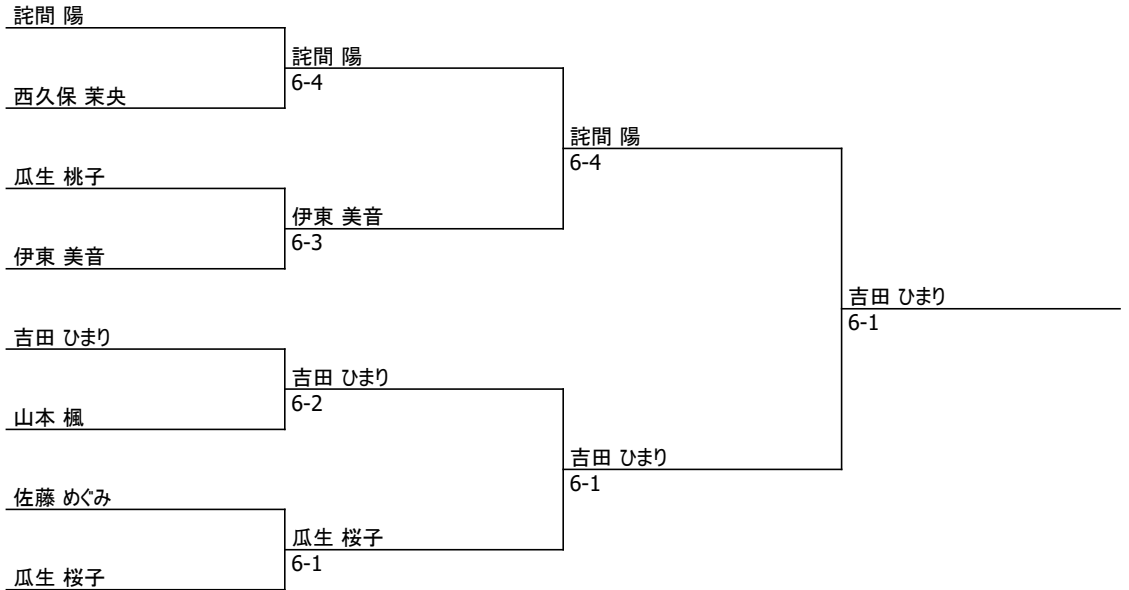 詫間 陽
詫間 陽
6-4
西久保 茉央
詫間 陽
6-4
瓜生 桃子
伊東 美音
6-3
伊東 美音
吉田 ひまり
6-1
吉田 ひまり
吉田 ひまり
6-2
山本 楓
吉田 ひまり
6-1
佐藤 めぐみ
瓜生 桜子
6-1
瓜生 桜子